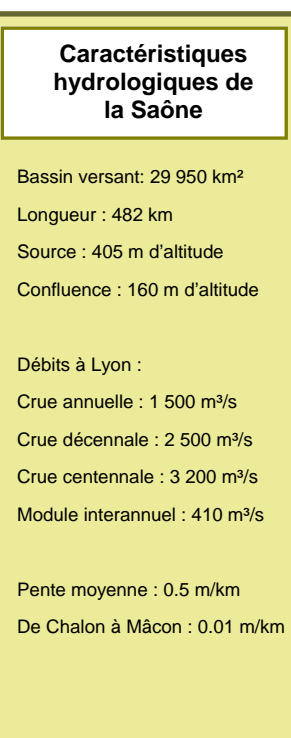 Caractéristiques
hydrologiques de
la Saône
Bassin versant: 29 950 km²
Longueur : 482 km
Source : 405 m d’altitude
Confluence : 160 m d’altitude
Débits à Lyon :
Crue annuelle : 1 500 m³/s
Crue décennale : 2 500 m³/s
Crue centennale : 3 200 m³/s
Module interannuel : 410 m³/s
Pente moyenne : 0.5 m/km
De Chalon à Mâcon : 0.01 m/km